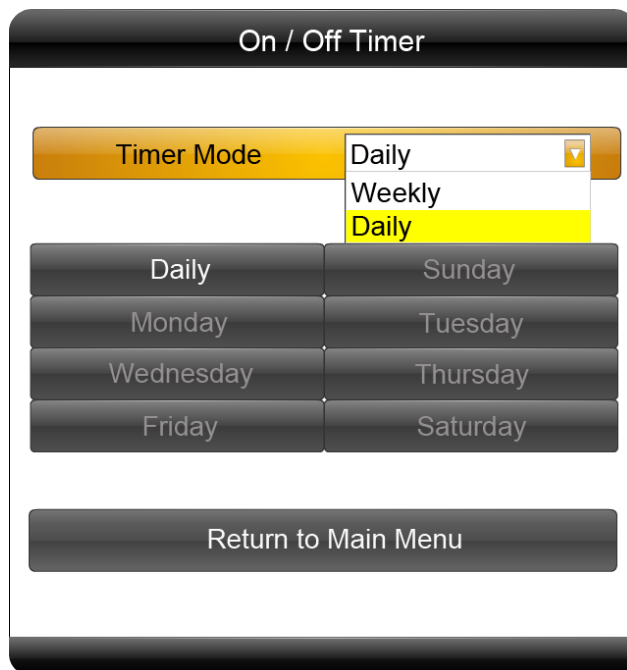 On / Off Timer
Timer Mode
Daily
Weekly
Daily
Daily
Sunday
Monday
Tuesday
Wednesday
Thursday
Friday
Saturday
Return to Main Menu